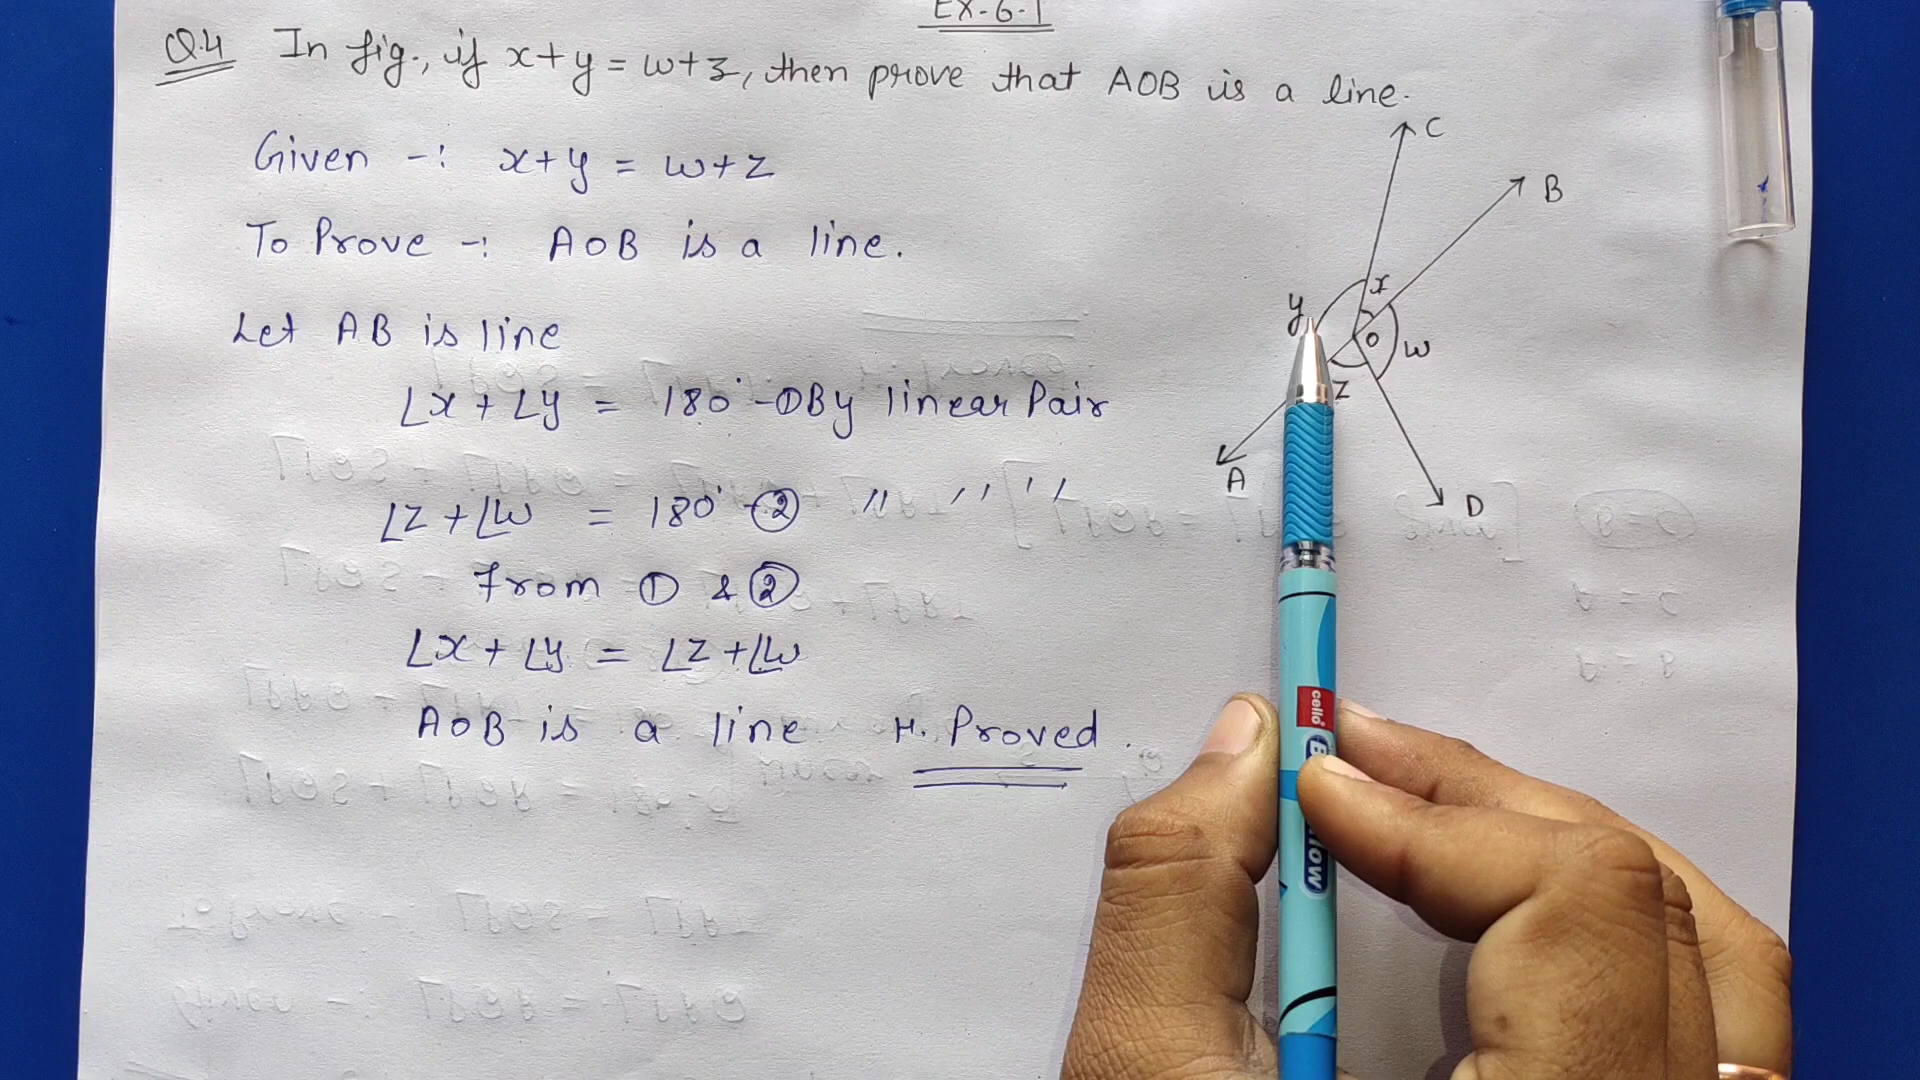 Ex-6.1
Q.4 In fig., if x+y = w+z, then prove that AOB is a line.
Given -: x+y = w+z
To Prove -: AOB is a line.
Let AB is line
∠x + ∠y = 180° -① By linear Pair
∠z + ∠w = 180° -② " " " "
From ① & ②
∠x + ∠y = ∠z + ∠w
AOB is a line H. Proved.
C
B
x
y
O
w
z
A
D
cello